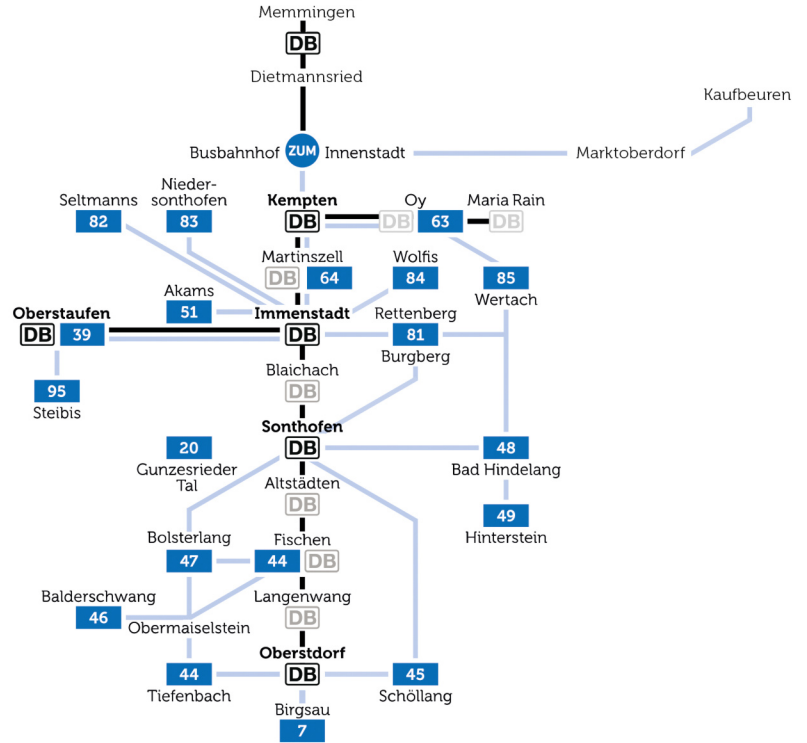 Memmingen
DB
Dietmannsried
Kaufbeuren
Busbahnhof ZUM Innenstadt
Marktoberdorf
Seltmanns
82
Nieder-
sonthofen
83
Kempten
DB
Oy
DB 63
Maria Rain
DB
Martinszell
DB 64
Wolfis
84
85
Wertach
Akams
51
Oberstaufen
DB 39
Immenstadt
DB
Rettenberg
81
Burgberg
95
Steibis
Blaichach
DB
Sonthofen
DB
20
Gunzesrieder
Tal
48
Bad Hindelang
Altstädten
DB
49
Hinterstein
Bolsterlang
47
Fischen
44 DB
Balderschwang
46
Obermaiselstein
Langenwang
DB
Oberstdorf
DB
44
Tiefenbach
45
Schöllang
Birgsau
7